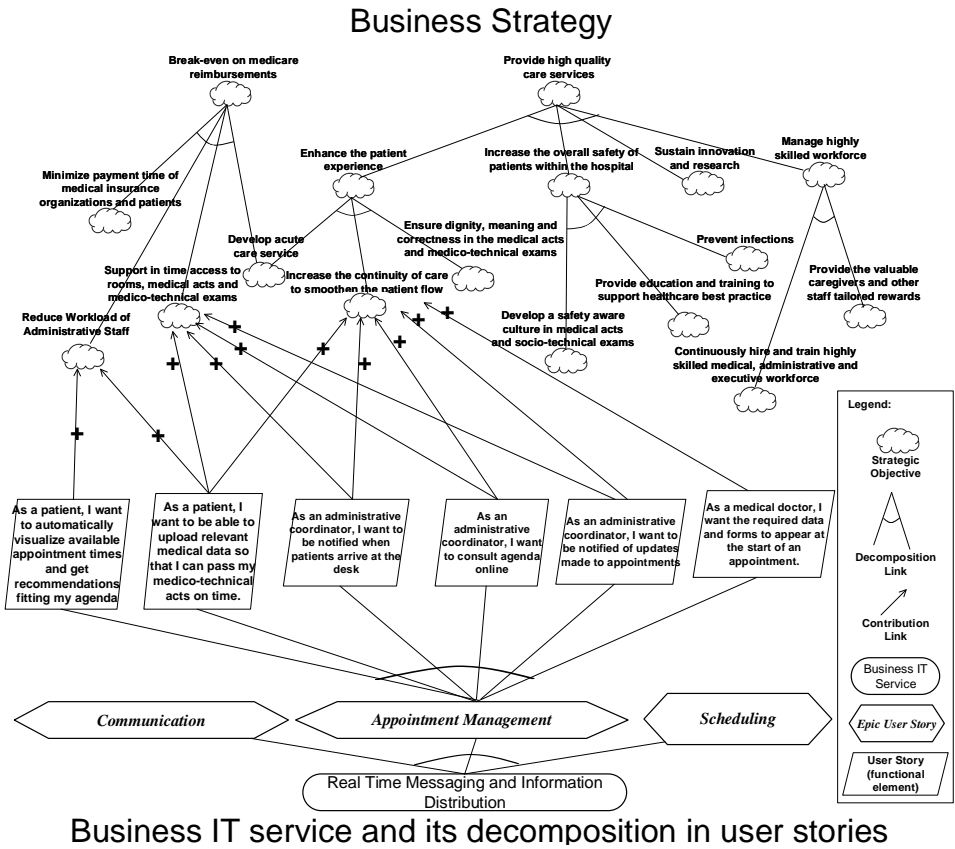 Business Strategy
Break-even on medicare
reimbursements
Provide high quality
care services
Manage highly
skilled workforce
Enhance the patient
experience
Increase the overall safety of
patients within the hospital
Sustain innovation
and research
Minimize payment time of
medical insurance
organizations and patients
Develop acute
care service
Ensure dignity, meaning and
correctness in the medical acts
and medico-technical exams
Prevent infections
Support in time access to
rooms, medical acts and
medico-technical exams
Increase the continuity of care
to smoothen the patient flow
Provide education and training to
support healthcare best practice
Provide the valuable
caregivers and other
staff tailored rewards
Reduce Workload of
Administrative Staff
Develop a safety aware
culture in medical acts
and socio-technical exams
Continuously hire and train highly
skilled medical, administrative and
executive workforce
As a patient, I want
to automatically
visualize available
appointment times
and get
recommendations
fitting my agenda
As a patient, I
want to be able to
upload relevant
medical data so
that I can pass my
medico-technical
acts on time.
As an administrative
coordinator, I want to
be notified when
patients arrive at the
desk
As an
administrative
coordinator, I want
to consult agenda
online
As an administrative
coordinator, I want to
be notified of updates
made to appointments
As a medical doctor, I
want the required data
and forms to appear at
the start of an
appointment.
Communication
Appointment Management
Scheduling
Real Time Messaging and Information
Distribution
Legend:
Strategic
Objective
Decomposition
Link
Contribution
Link
Business IT
Service
Epic User Story
User Story
(functional
element)
Business IT service and its decomposition in user stories